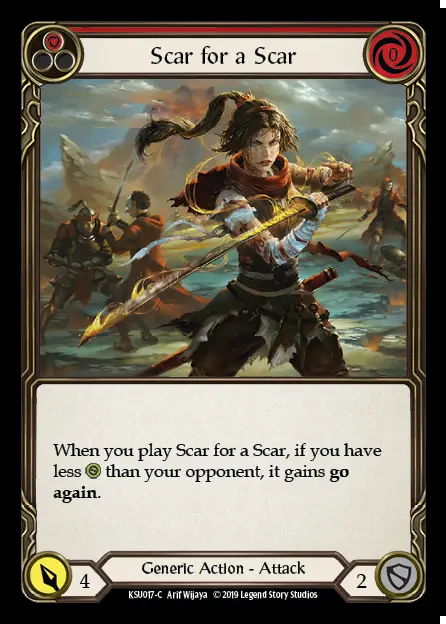 Scar for a Scar
0
When you play Scar for a Scar, if you have
less than your opponent, it gains go
again.
4
Generic Action - Attack
2
KSU017-C Arif Wijaya © 2019 Legend Story Studios